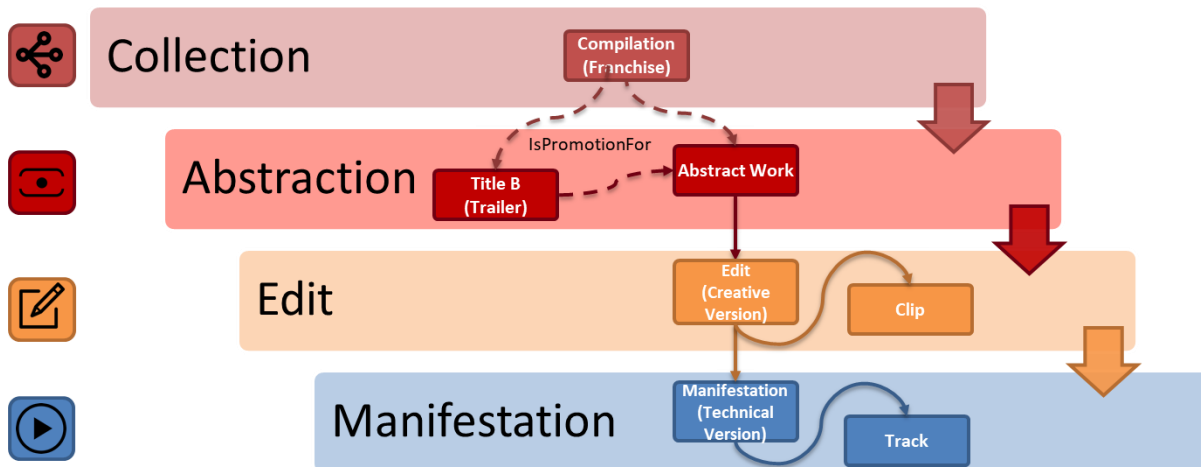 Collection
Compilation
(Franchise)
IsPromotionFor
Abstraction
Title B
(Trailer)
Abstract Work
Edit
Edit
(Creative
Version)
Clip
Manifestation
Manifestation
(Technical
Version)
Track